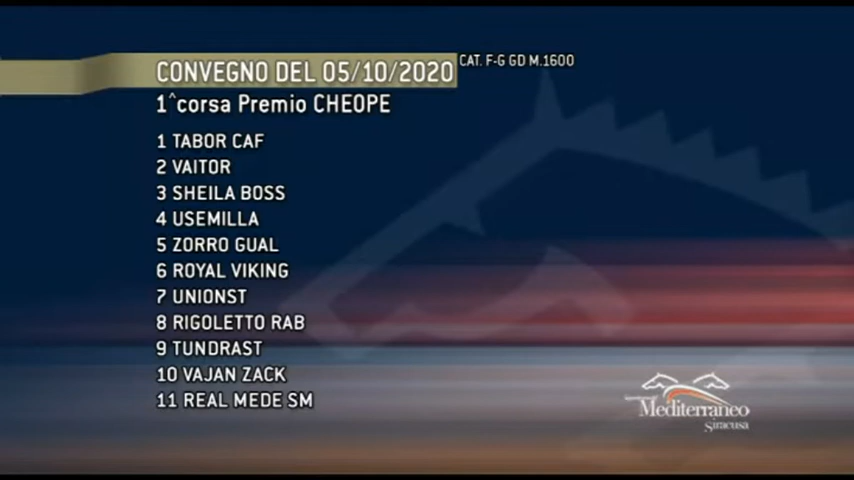 CONVEGNO DEL 05/10/2020 CAT. F-G GD M.1600
1^corsa Premio CHEOPE
1 TABOR CAF
2 VAITOR
3 SHEILA BOSS
4 USEMILLA
5 ZORRO GUAL
6 ROYAL VIKING
7 UNIONST
8 RIGOLETTO RAB
9 TUNDRAST
10 VAJAN ZACK
11 REAL MEDE SM
Mediterraneo
Siracusa